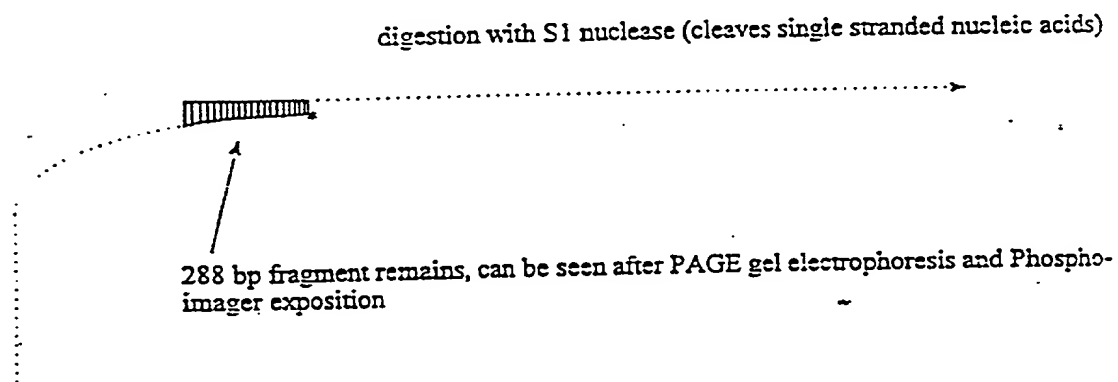 digestion with S1 nuclease (cleaves single stranded nucleic acids)
*
288 bp fragment remains, can be seen after PAGE gel electrophoresis and Phospho-
imager exposition